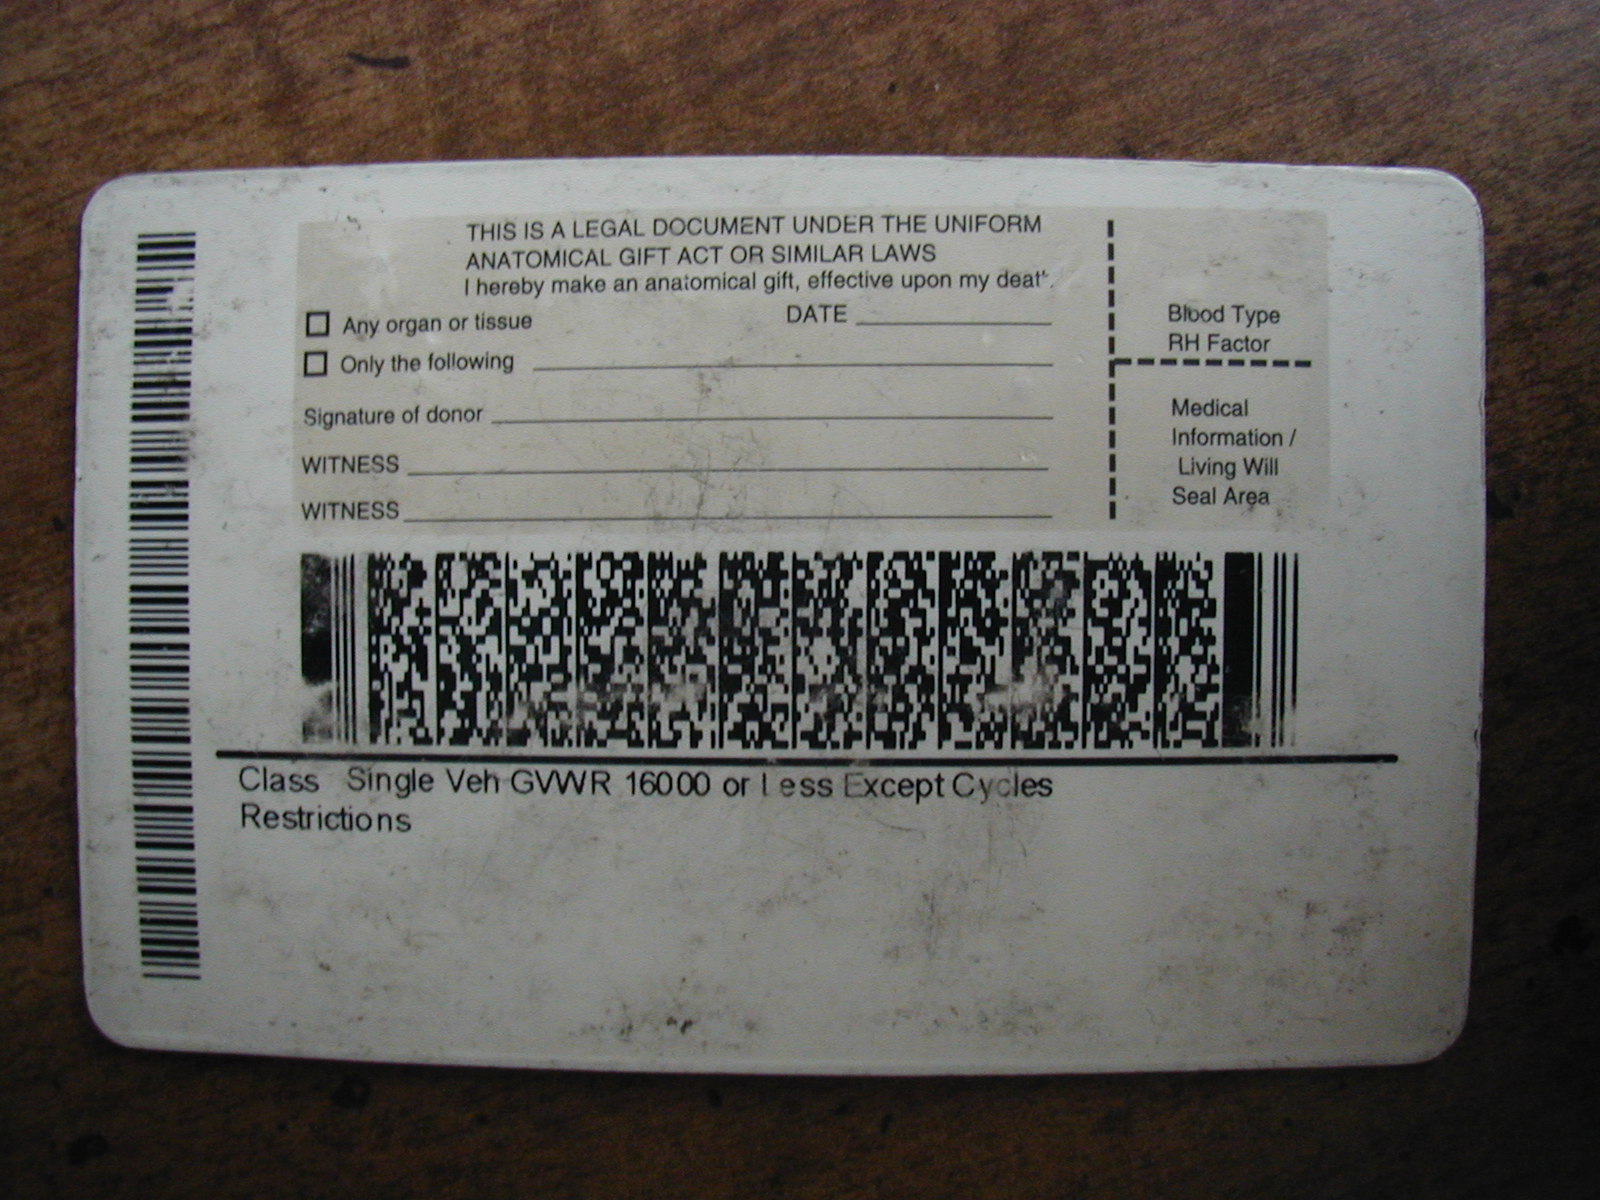 THIS IS A LEGAL DOCUMENT UNDER THE UNIFORM
ANATOMICAL GIFT ACT OR SIMILAR LAWS
I hereby make an anatomical gift, effective upon my death.
Any organ or tissue DATE
Only the following
Signature of donor
WITNESS
WITNESS
Blood Type
RH Factor
Medical
Information /
Living Will
Seal Area
Class Single Veh GVWR 16000 or Less Except Cycles
Restrictions